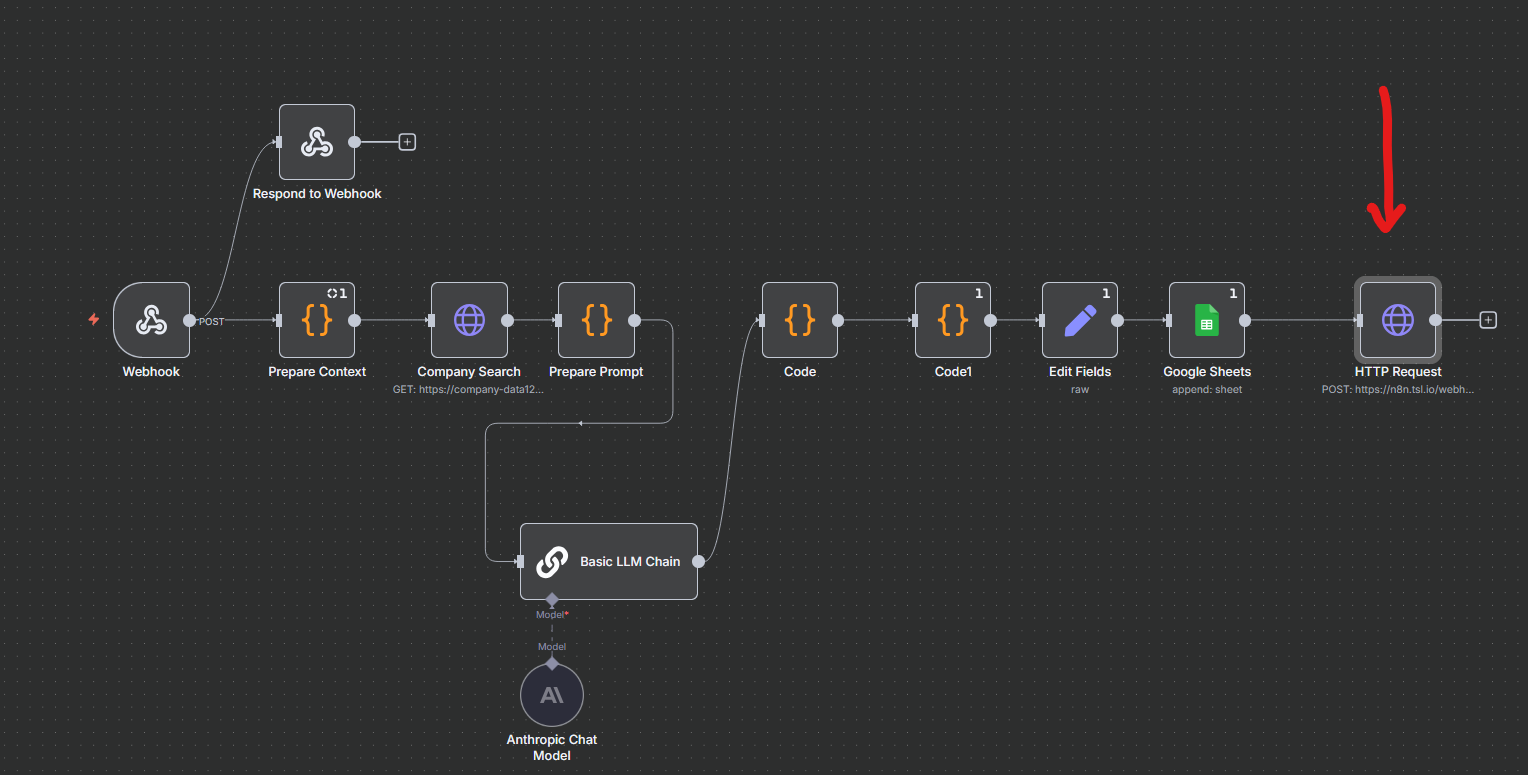 Respond to Webhook
POST
Webhook
1
Prepare Context
Company Search
GET: https://company-data12...
Prepare Prompt
Code
1
Code1
1
Edit Fields
raw
1
Google Sheets
append: sheet
HTTP Request
POST: https://n8n.tsl.io/webh...
Basic LLM Chain
Model*
Model
Anthropic Chat
Model